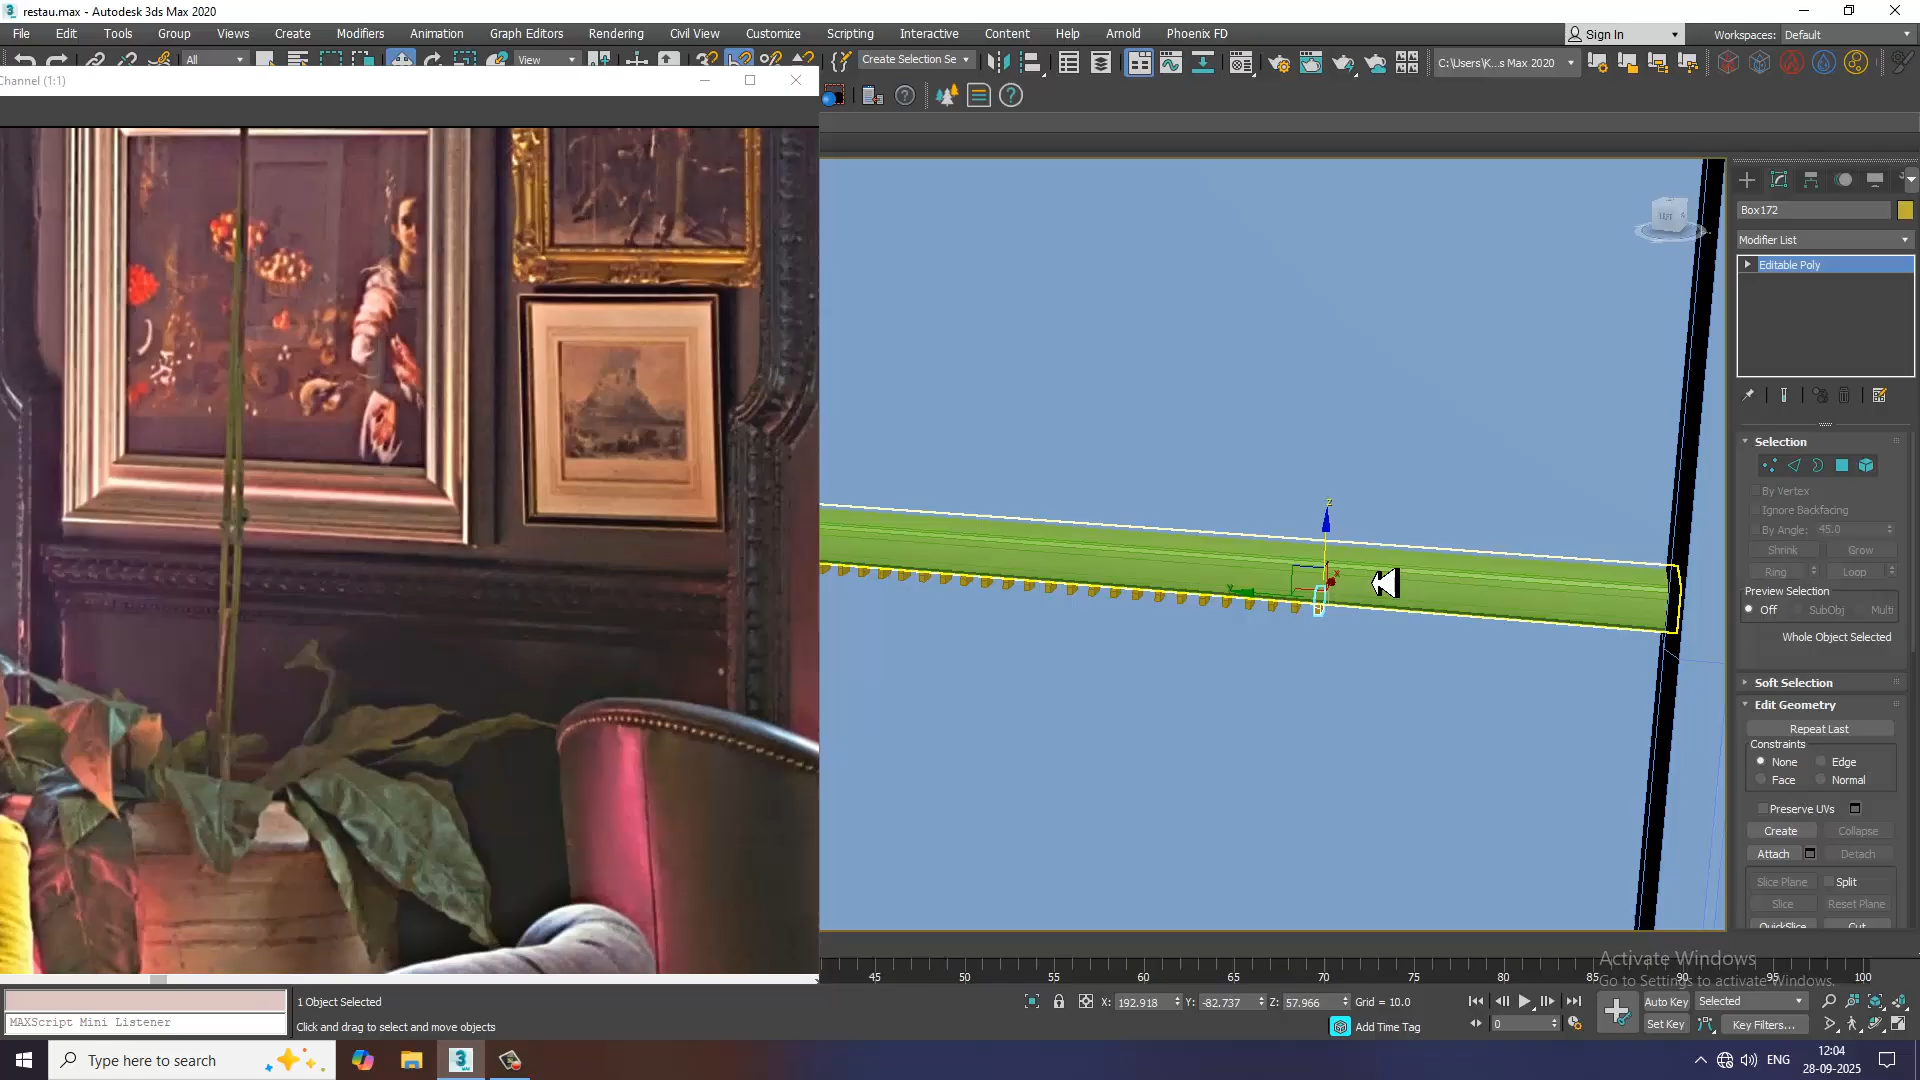 restau.max - Autodesk 3ds Max 2020
File Edit Tools Group Views Create Modifiers Animation Graph Editors Rendering Civil View Customize Scripting Interactive Content Help Arnold Phoenix FD
Sign In
Workspaces: Default
All
View
Create Selection Se
C:\Users\K...s Max 2020
Channel (1:1)
LEFT
Box172
Modifier List
Editable Poly
Selection
By Vertex
Ignore Backfacing
By Angle: 45.0
Shrink Grow
Ring Loop
Preview Selection
Off SubObj Multi
Whole Object Selected
Soft Selection
Edit Geometry
Repeat Last
Constraints
None Edge
Face Normal
Preserve UVs
Create Collapse
Attach Detach
Slice Plane Split
Slice Reset Plane
QuickSlice Cut
z
x
y
45 50 55 60 65 70 75 80 85 90 95 100
Activate Windows
Go to Settings to activate Windows.
1 Object Selected
X: 192.918 Y: -82.737 Z: 57.966 Grid = 10.0
Auto Key Selected
MAXScript Mini Listener
Click and drag to select and move objects
Add Time Tag
0
Set Key Key Filters...
Type here to search
ENG
12:04
28-09-2025